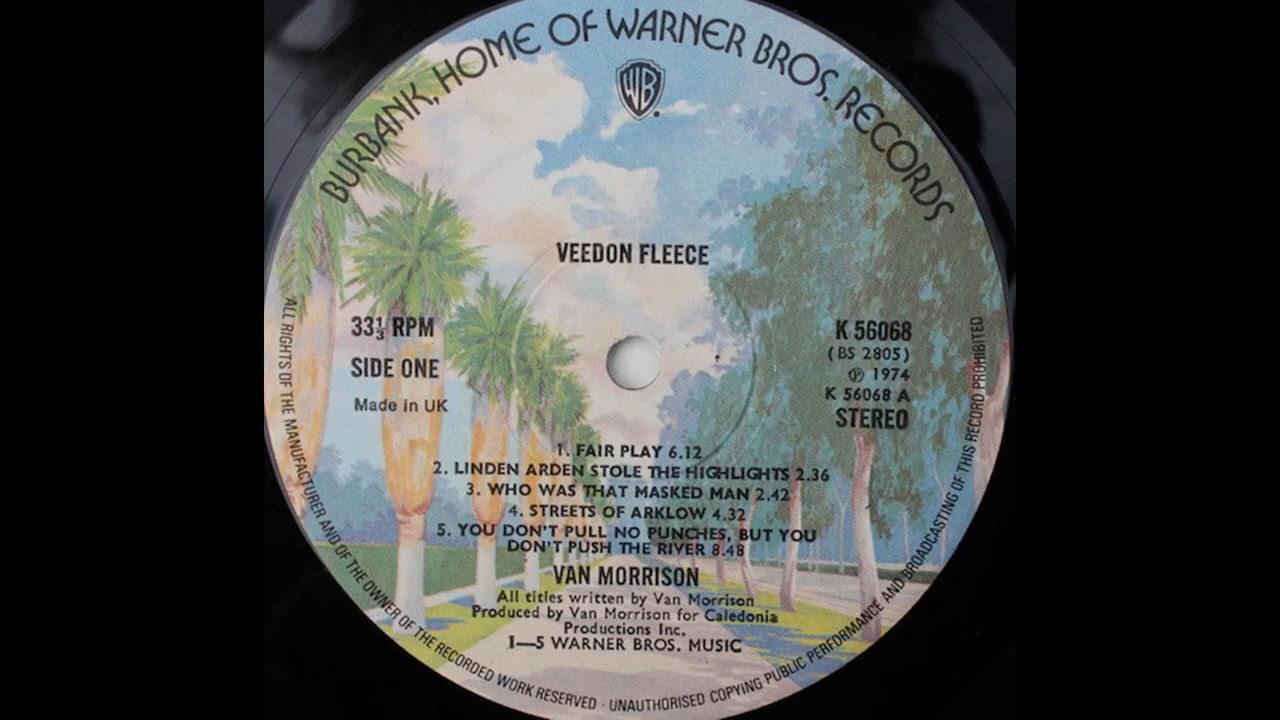 BURBANK, HOME OF WARNER BROS. RECORDS
WB
VEEDON FLEECE
33⅓ RPM
SIDE ONE
Made in UK
K 56068
(BS 2805)
℗ 1974
K 56068 A
STEREO
1. FAIR PLAY 6.12
2. LINDEN ARDEN STOLE THE HIGHLIGHTS 2.36
3. WHO WAS THAT MASKED MAN 2.42
4. STREETS OF ARKLOW 4.32
5. YOU DON'T PULL NO PUNCHES, BUT YOU
DON'T PUSH THE RIVER 8.48
VAN MORRISON
All titles written by Van Morrison
Produced by Van Morrison for Caledonia
Productions Inc.
1—5 WARNER BROS. MUSIC
ALL RIGHTS OF THE MANUFACTURER AND OF THE OWNER OF THE RECORDED WORK RESERVED · UNAUTHORISED COPYING PUBLIC PERFORMANCE AND BROADCASTING OF THIS RECORD PROHIBITED